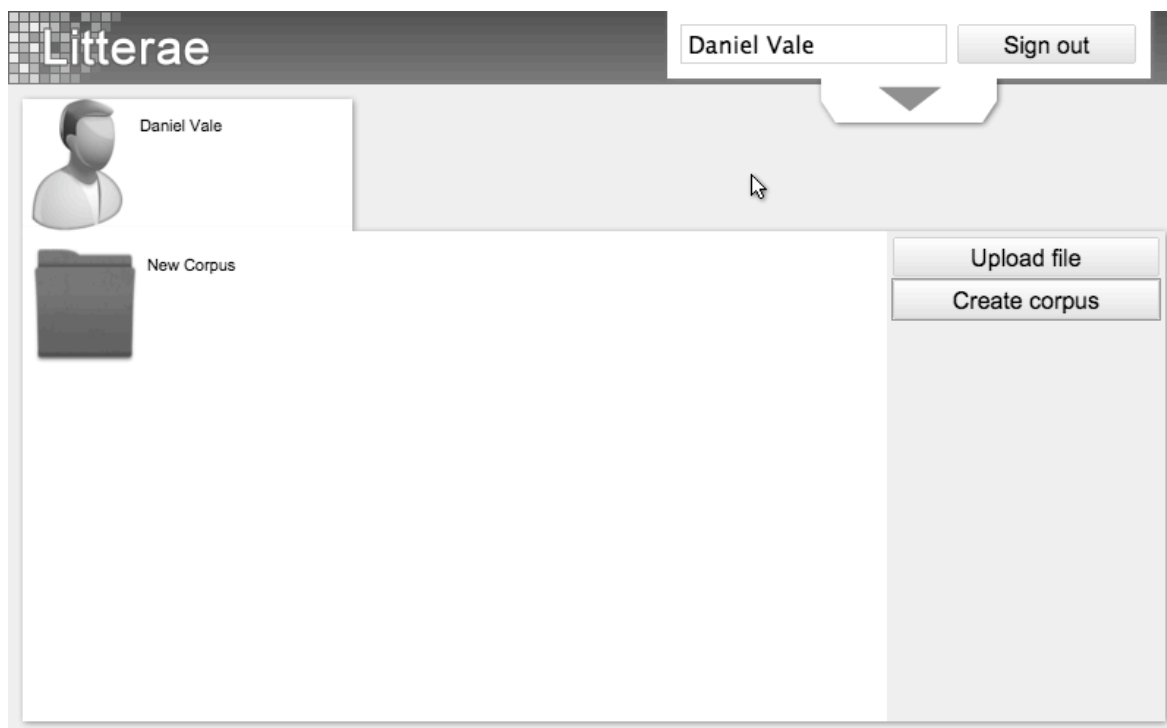 Litterae
Daniel Vale
Sign out
Daniel Vale
New Corpus
Upload file
Create corpus